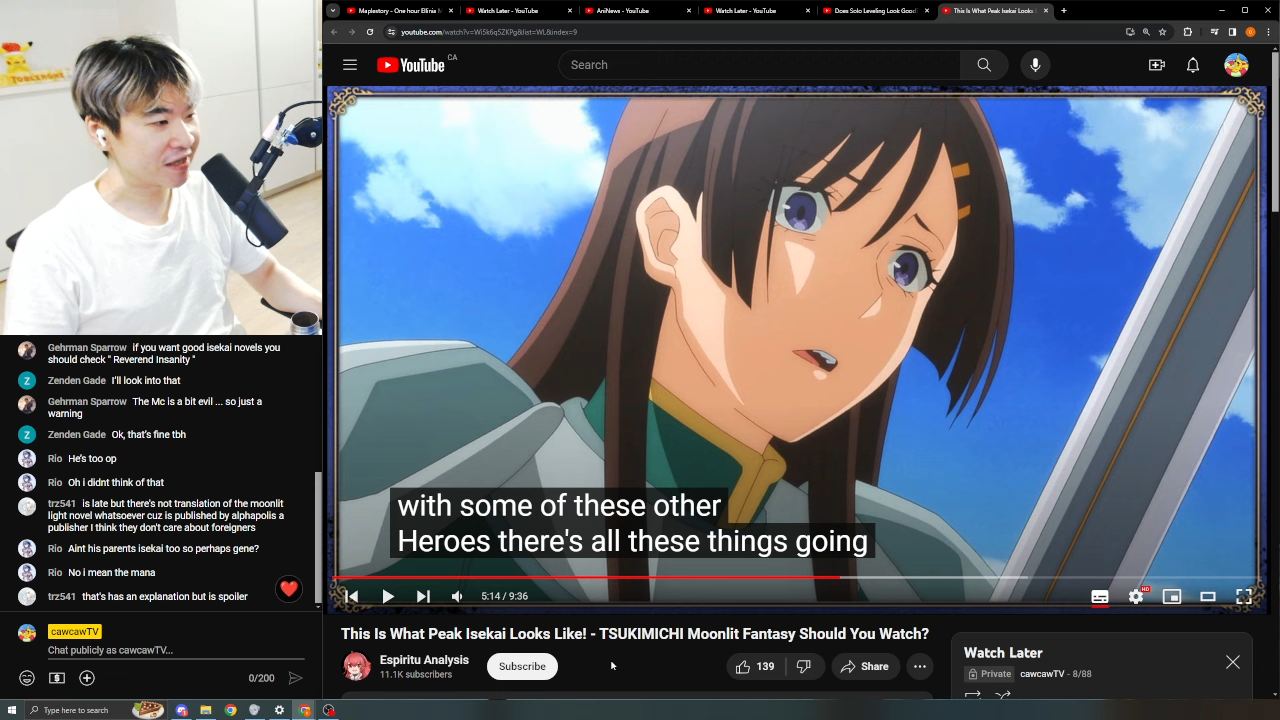 Maplestory - One hour Ellinia M
Watch Later - YouTube
AniNews - YouTube
Watch Later - YouTube
Does Solo Leveling Look Good?
This Is What Peak Isekai Looks
youtube.com/watch?v=Wi5k6q5ZKPg&list=WL&index=9
YouTube CA
Search
Gehrman Sparrow if you want good isekai novels you
should check " Reverend Insanity "
Z
Zenden Gade I'll look into that
Gehrman Sparrow The Mc is a bit evil ... so just a
warning
Z
Zenden Gade Ok, that's fine tbh
Rio He's too op
Rio Oh i didnt think of that
trz541 is late but there's not translation of the moonlit
light novel whatsoever cuz is published by alphapolis a
publisher I think they don't care about foreigners
Rio Aint his parents isekai too so perhaps gene?
Rio No i mean the mana
trz541 that's has an explanation but is spoiler
cawcawTV
Chat publicly as cawcawTV...
0/200
with some of these other
Heroes there's all these things going
5:14 / 9:36
HD
This Is What Peak Isekai Looks Like! - TSUKIMICHI Moonlit Fantasy Should You Watch?
Espiritu Analysis
11.1K subscribers
Subscribe
139
Share
Watch Later
Private cawcawTV - 8/88
Type here to search